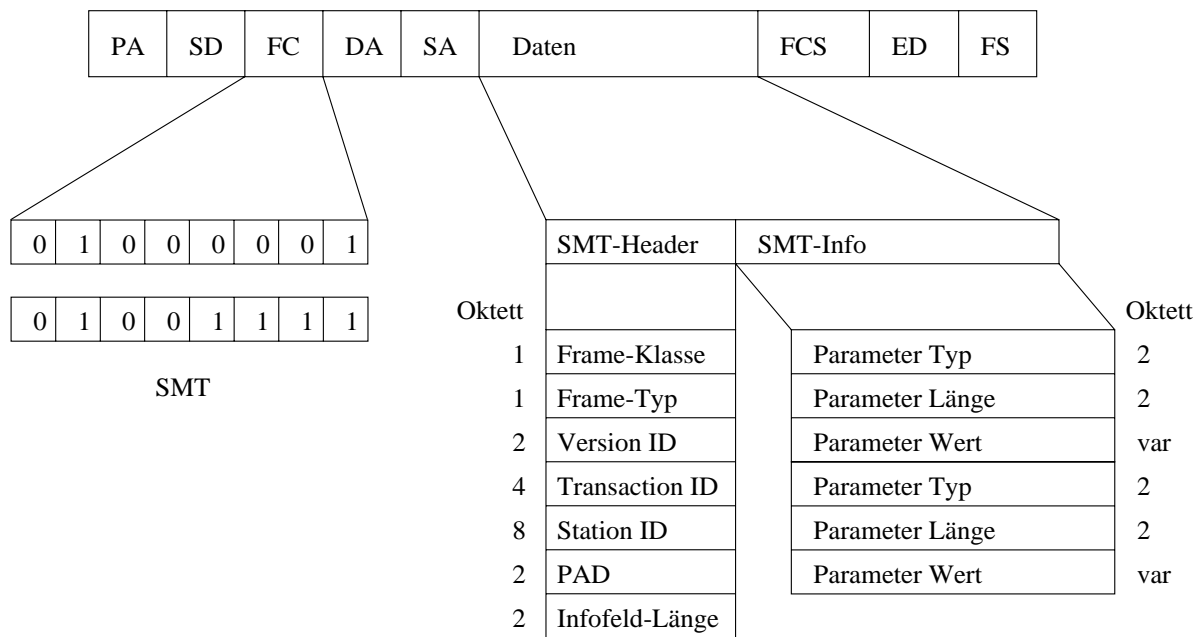 PA SD FC DA SA Daten FCS ED FS
0 1 0 0 0 0 0 1
SMT-Header SMT-Info
0 1 0 0 1 1 1 1
SMT
Oktett Oktett
1 Frame-Klasse Parameter Typ 2
1 Frame-Typ Parameter Länge 2
2 Version ID Parameter Wert var
4 Transaction ID Parameter Typ 2
8 Station ID Parameter Länge 2
2 PAD Parameter Wert var
2 Infofeld-Länge